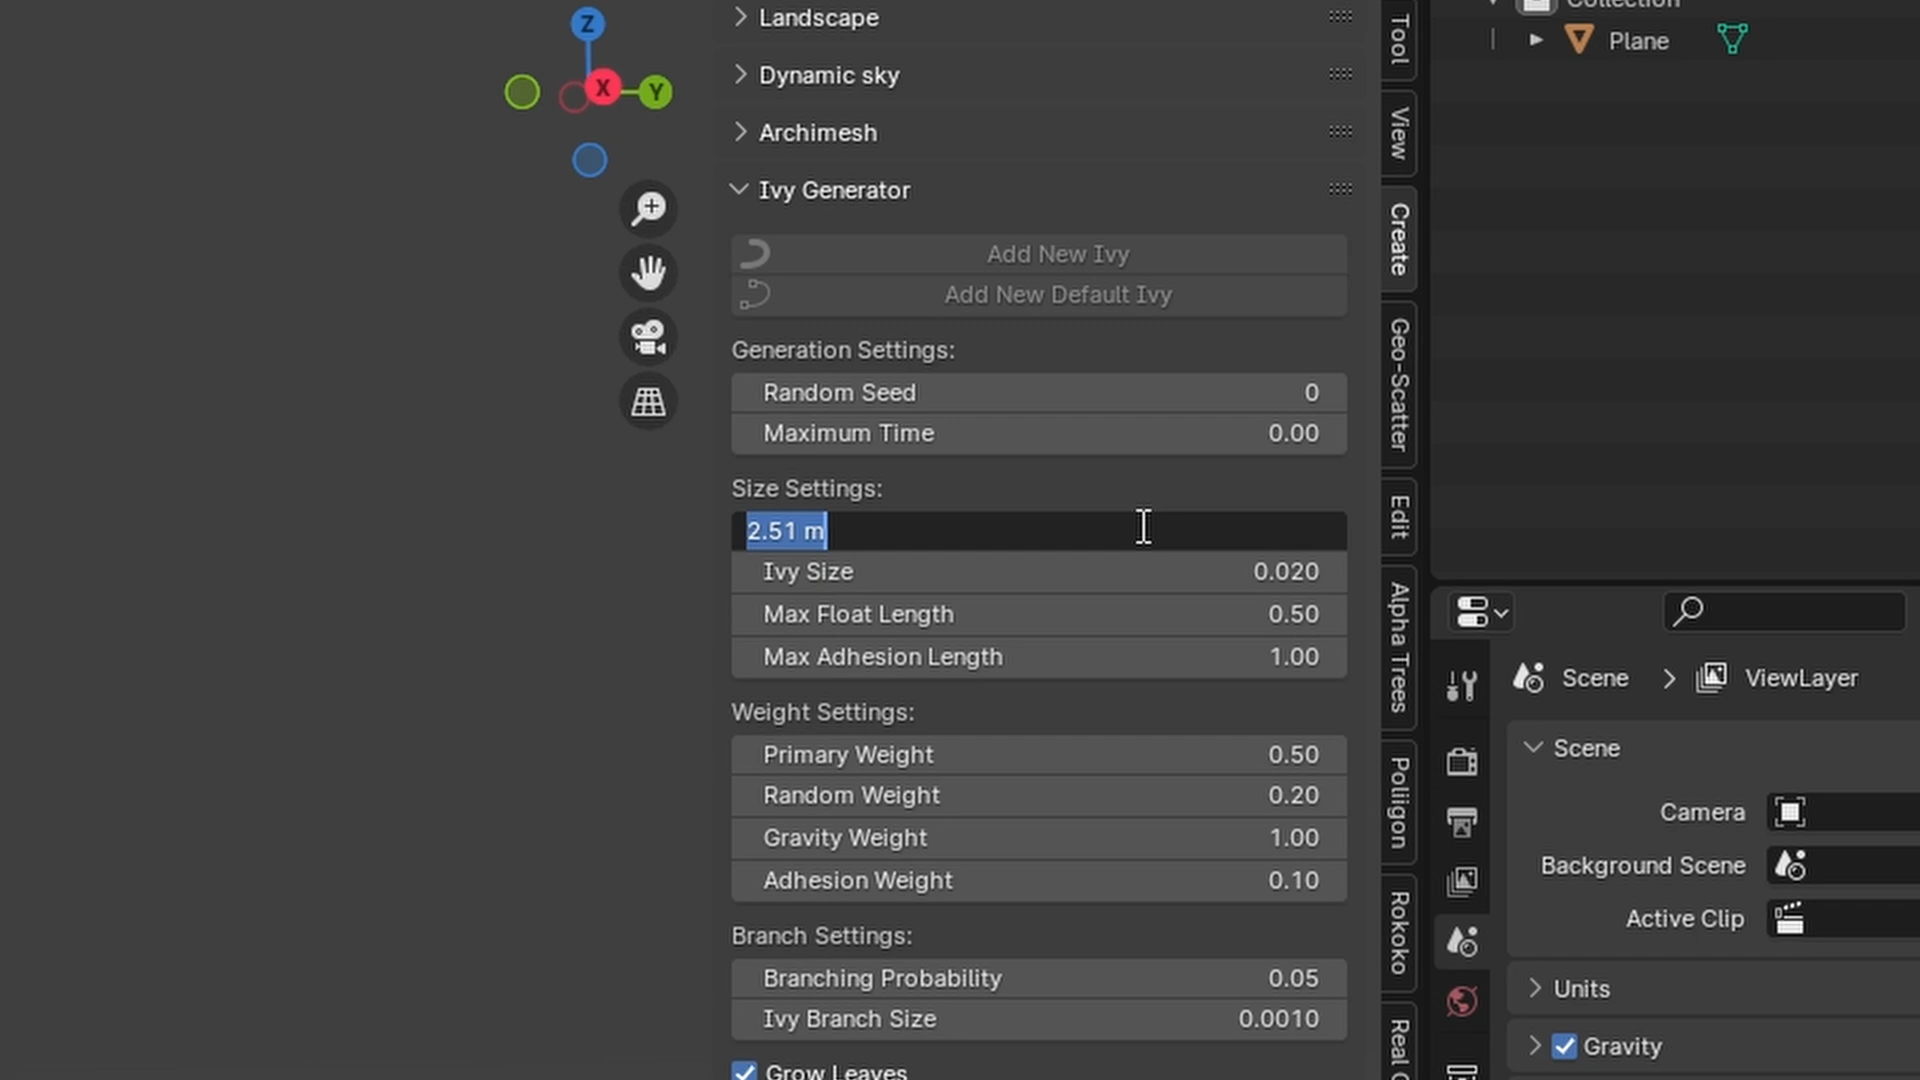 Z
X
Y
Landscape
Dynamic sky
Archimesh
Ivy Generator
Add New Ivy
Add New Default Ivy
Generation Settings:
Random Seed 0
Maximum Time 0.00
Size Settings:
2.51 m
Ivy Size 0.020
Max Float Length 0.50
Max Adhesion Length 1.00
Weight Settings:
Primary Weight 0.50
Random Weight 0.20
Gravity Weight 1.00
Adhesion Weight 0.10
Branch Settings:
Branching Probability 0.05
Ivy Branch Size 0.0010
Grow Leaves
Tool
View
Create
Geo-Scatter
Edit
Alpha Trees
Poliigon
Rokoko
Real
Collection
Plane
Scene
ViewLayer
Scene
Camera
Background Scene
Active Clip
Units
Gravity